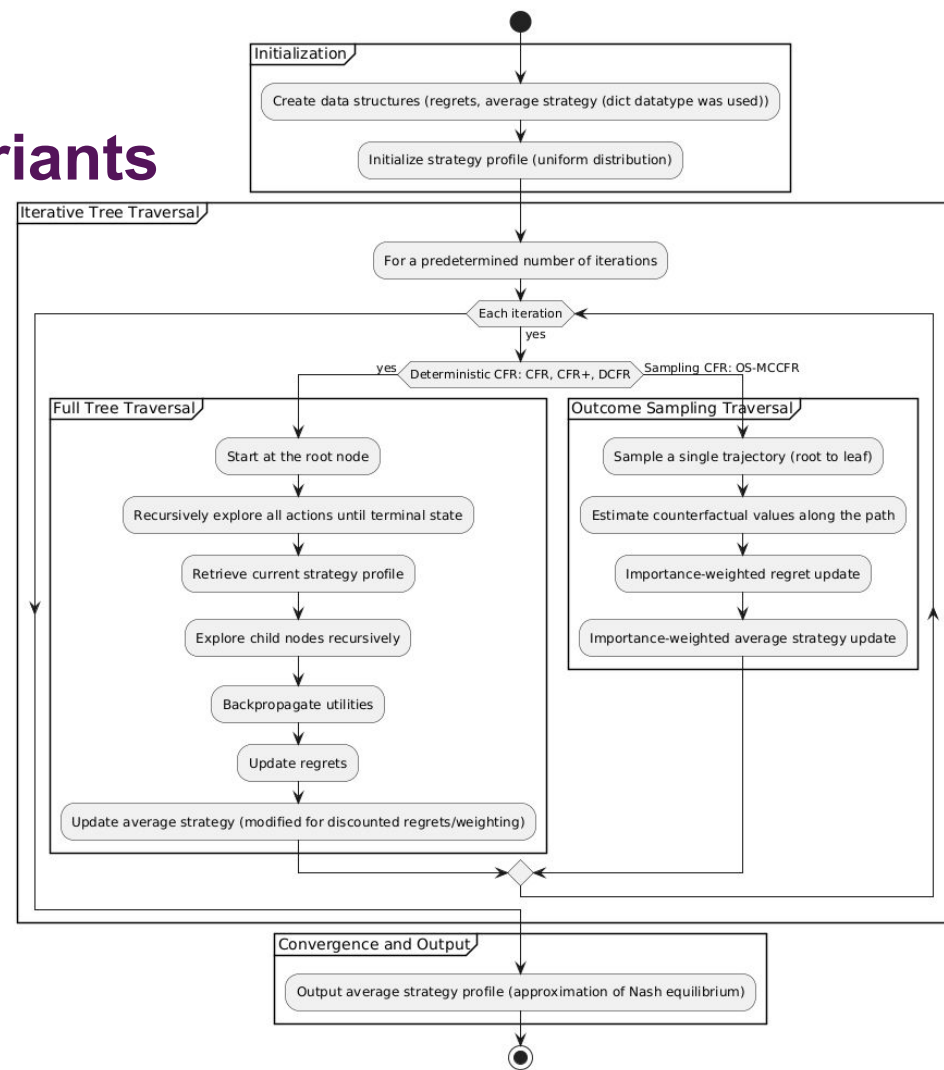 riants
Initialization
Create data structures (regrets, average strategy (dict datatype was used))
Initialize strategy profile (uniform distribution)
Iterative Tree Traversal
For a predetermined number of iterations
Each iteration
yes
yes
Deterministic CFR: CFR, CFR+, DCFR
Sampling CFR: OS-MCCFR
Full Tree Traversal
Start at the root node
Recursively explore all actions until terminal state
Retrieve current strategy profile
Explore child nodes recursively
Backpropagate utilities
Update regrets
Update average strategy (modified for discounted regrets/weighting)
Outcome Sampling Traversal
Sample a single trajectory (root to leaf)
Estimate counterfactual values along the path
Importance-weighted regret update
Importance-weighted average strategy update
Convergence and Output
Output average strategy profile (approximation of Nash equilibrium)